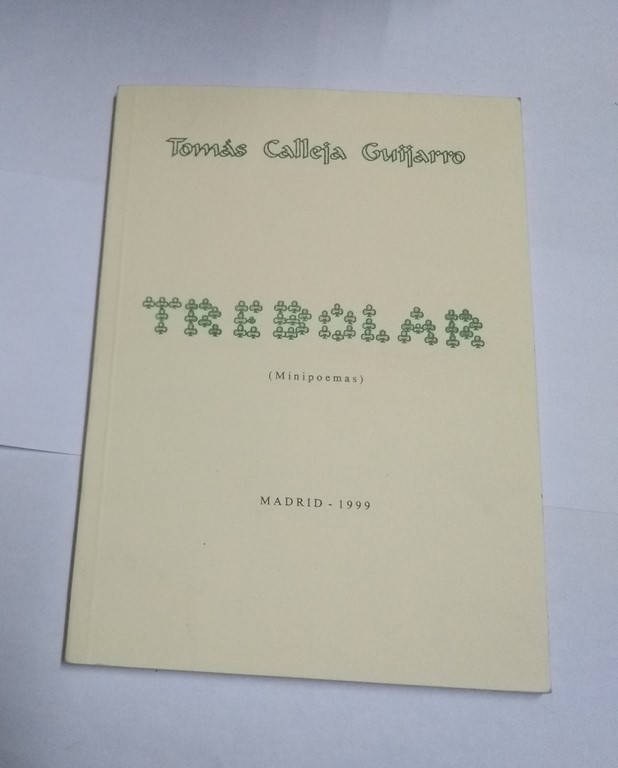 Tomás Calleja Guijarro
TREBOLAR
(Minipoemas)
MADRID - 1999